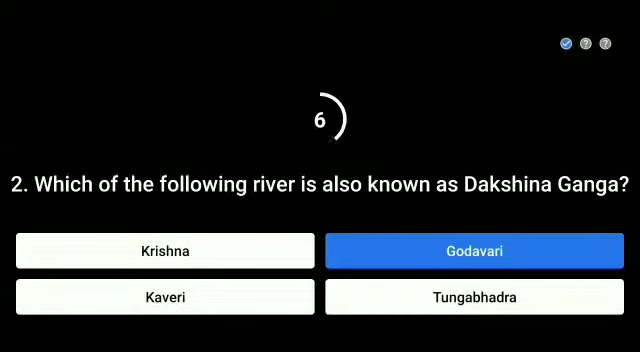 6
2. Which of the following river is also known as Dakshina Ganga?
Krishna
Godavari
Kaveri
Tungabhadra